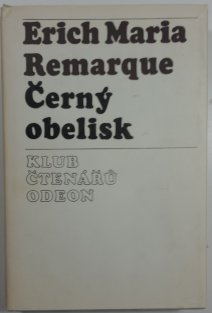 Erich Maria
Remarque
Černý
obelisk
KLUB
ČTENÁŘŮ
ODEON